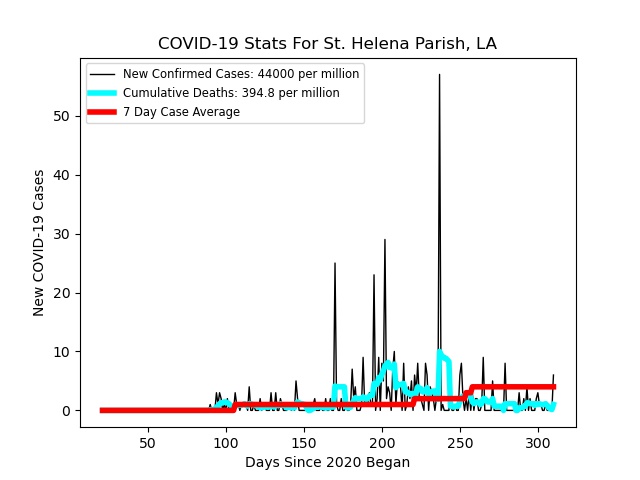 COVID-19 Stats For St. Helena Parish, LA
New Confirmed Cases: 44000 per million
Cumulative Deaths: 394.8 per million
7 Day Case Average
New COVID-19 Cases
50
40
30
20
10
0
50
100
150
200
250
300
Days Since 2020 Began